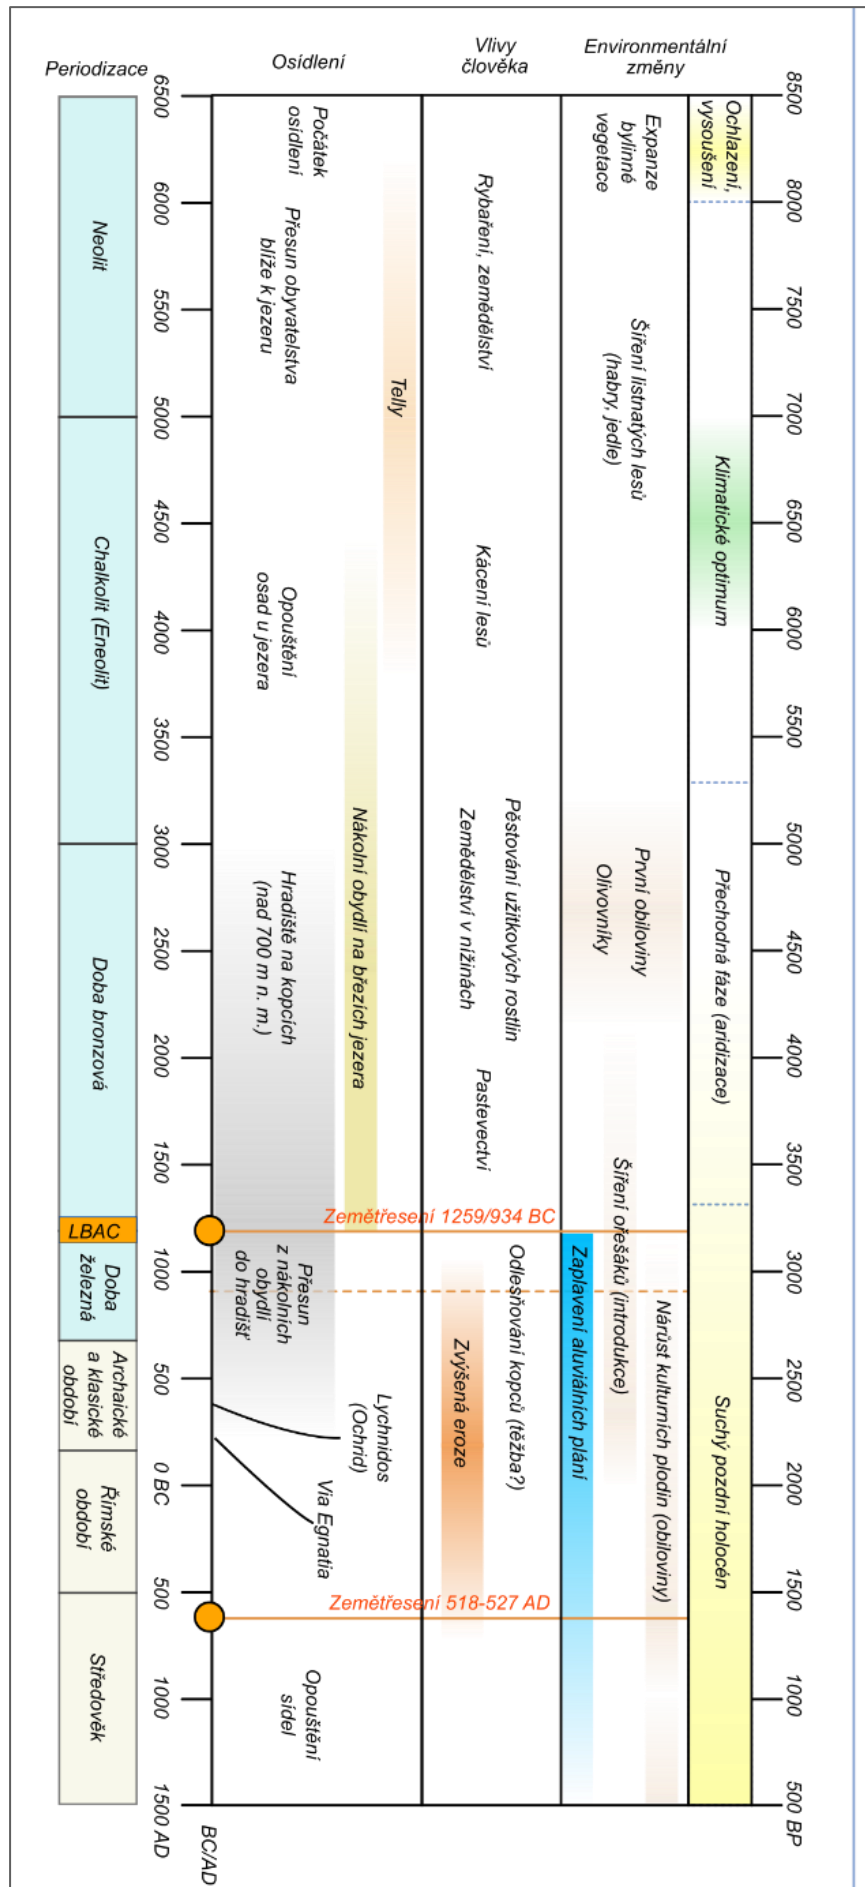 Periodizace
Osídlení
Vlivy
člověka
Environmentální
změny
6500
6000
5500
5000
4500
4000
3500
3000
2500
2000
1500
1000
500
0 BC
500
1000
1500 AD
BC/AD
Neolit
Chalkolit (Eneolit)
Doba bronzová
LBAC
Doba
železná
Archaické
a klasické
období
Římské
období
Středověk
Počátek
osídlení
Přesun obyvatelstva
blíže k jezeru
Telly
Opouštění
osad u jezera
Nákolní obydlí na březích jezera
Hradiště na kopcích
(nad 700 m n. m.)
Zemětřesení 1259/934 BC
Přesun
z nákolních
obydlí
do hradišť
Lychnidos
(Ochrid)
Via Egnatia
Zemětřesení 518-527 AD
Opouštění
sídel
Rybaření, zemědělství
Kácení lesů
Pěstování užitkových rostlin
Zemědělství v nížinách
Pastevectví
Odlesňování kopců (těžba?)
Zvýšená eroze
Expanze
bylinné
vegetace
Šíření listnatých lesů
(habry, jedle)
První obiloviny
Olivovníky
Šíření ořešáků (introdukce)
Zaplavení aluviálních plání
Nárůst kulturních plodin (obiloviny)
Ochlazení,
vysoušení
Klimatické optimum
Přechodná fáze (aridizace)
Suchý pozdní holocén
8500
8000
7500
7000
6500
6000
5500
5000
4500
4000
3500
3000
2500
2000
1500
1000
500 BP